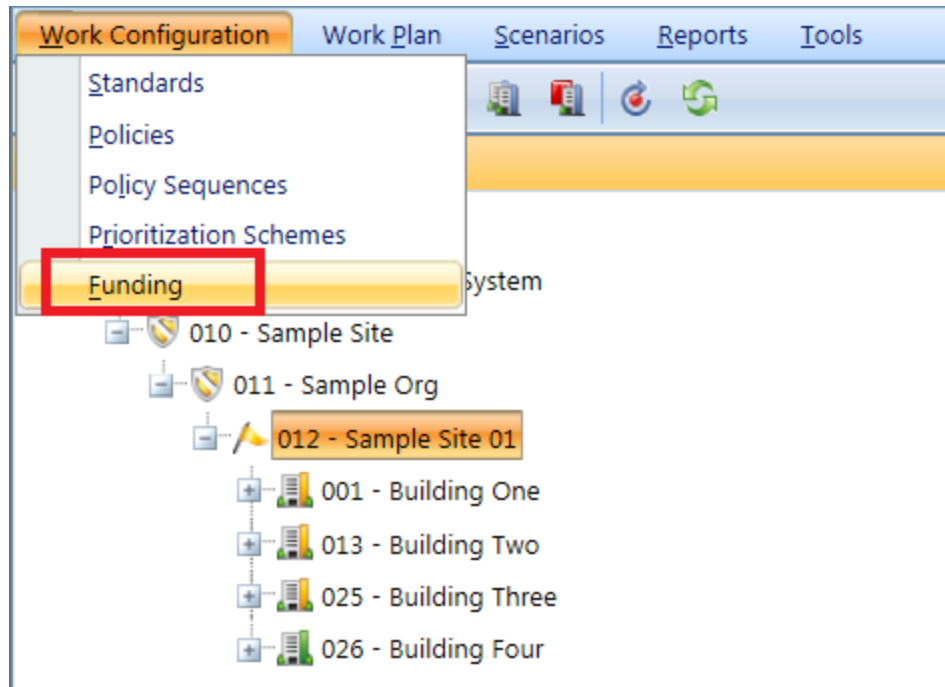 Work Configuration Work Plan Scenarios Reports Tools
Standards
Policies
Policy Sequences
Prioritization Schemes
Funding
System
010 - Sample Site
011 - Sample Org
012 - Sample Site 01
001 - Building One
013 - Building Two
025 - Building Three
026 - Building Four